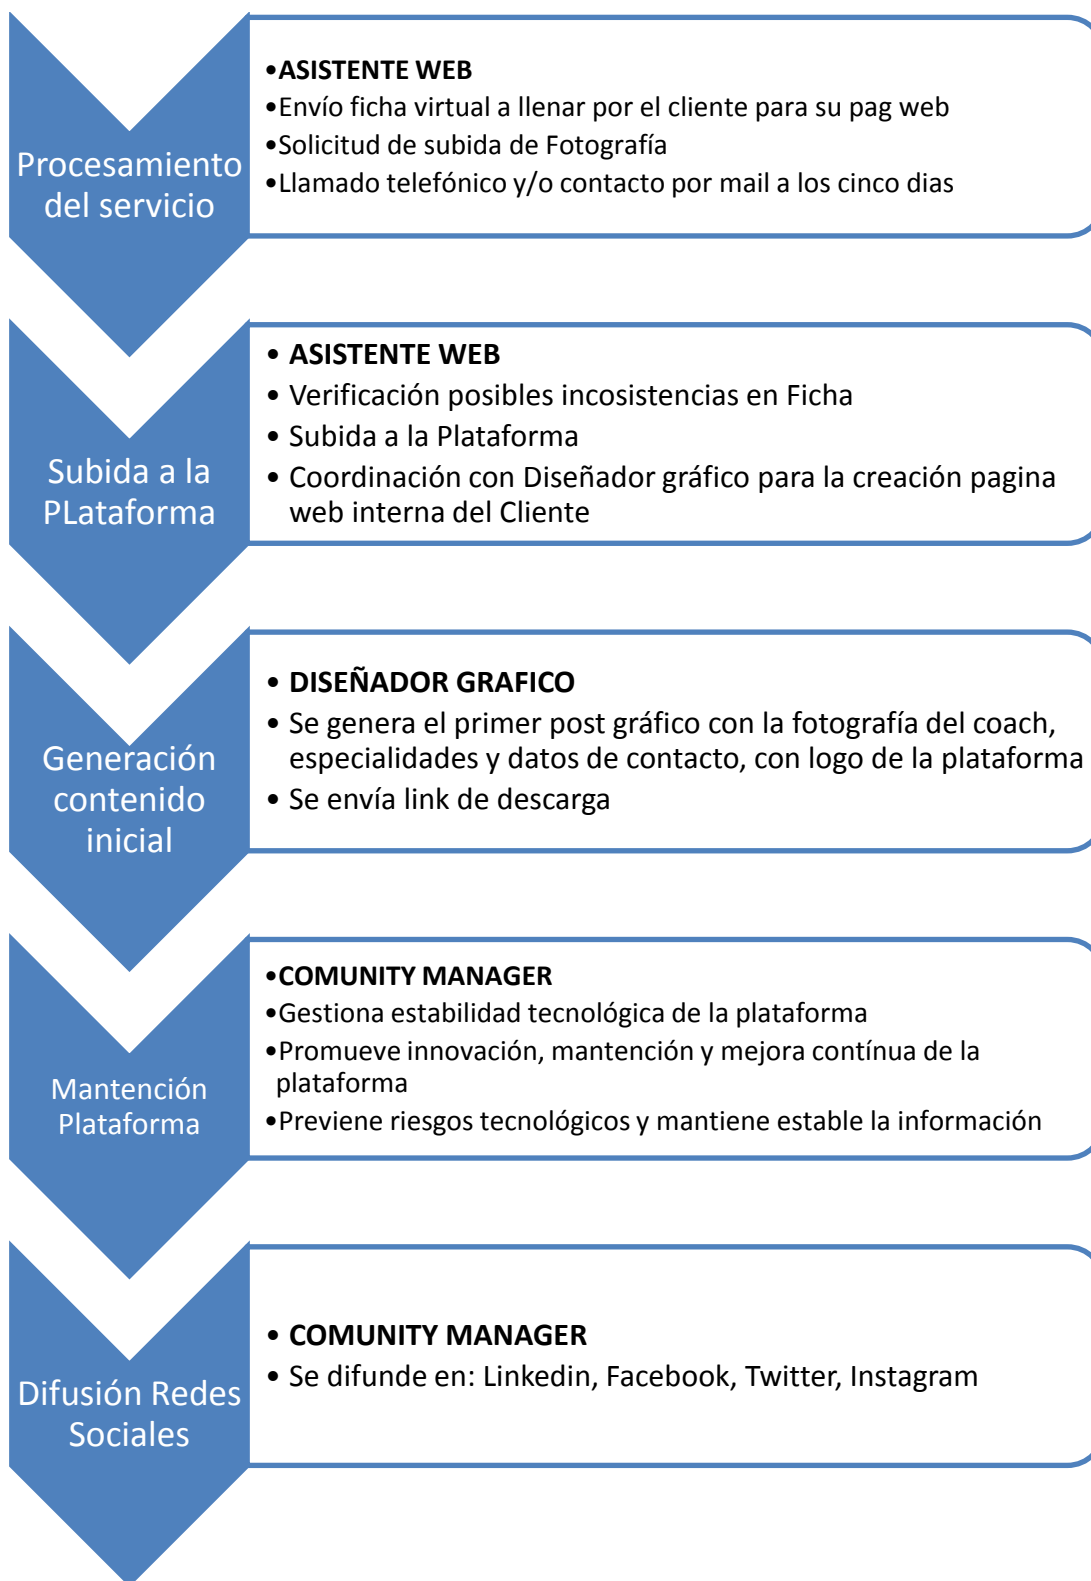 Procesamiento
del servicio
•ASISTENTE WEB
•Envío ficha virtual a llenar por el cliente para su pag web
•Solicitud de subida de Fotografía
•Llamado telefónico y/o contacto por mail a los cinco dias
Subida a la
PLataforma
• ASISTENTE WEB
• Verificación posibles incosistencias en Ficha
• Subida a la Plataforma
• Coordinación con Diseñador gráfico para la creación pagina
web interna del Cliente
Generación
contenido
inicial
• DISEÑADOR GRAFICO
• Se genera el primer post gráfico con la fotografía del coach,
especialidades y datos de contacto, con logo de la plataforma
• Se envía link de descarga
Mantención
Plataforma
•COMUNITY MANAGER
•Gestiona estabilidad tecnológica de la plataforma
•Promueve innovación, mantención y mejora contínua de la
plataforma
•Previene riesgos tecnológicos y mantiene estable la información
Difusión Redes
Sociales
• COMUNITY MANAGER
• Se difunde en: Linkedin, Facebook, Twitter, Instagram